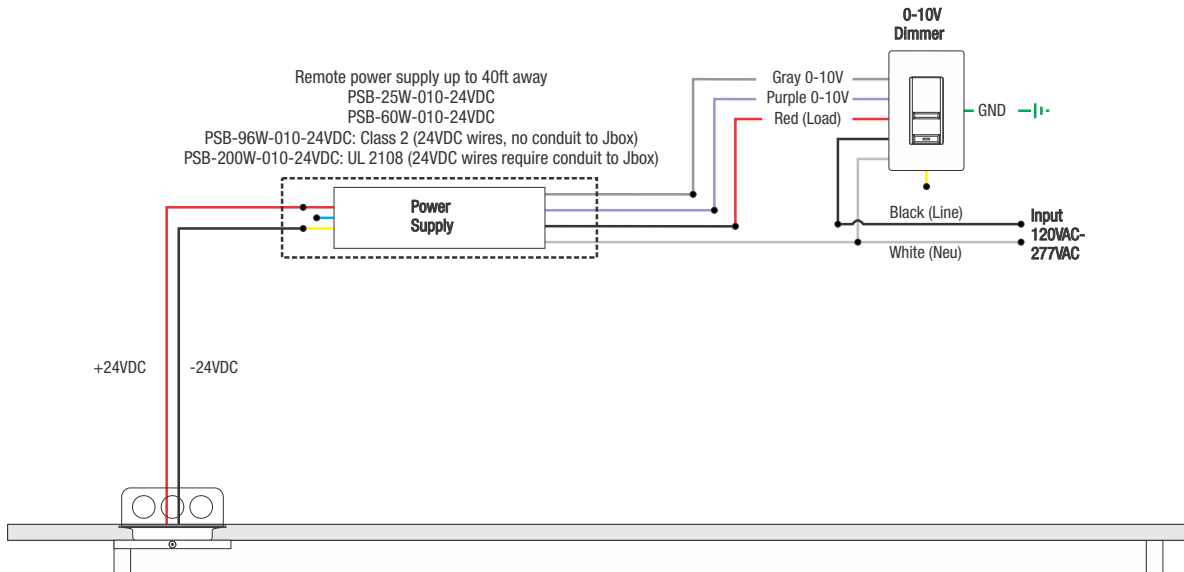 0-10V
Dimmer
Remote power supply up to 40ft away
PSB-25W-010-24VDC
PSB-60W-010-24VDC
PSB-96W-010-24VDC: Class 2 (24VDC wires, no conduit to Jbox)
PSB-200W-010-24VDC: UL 2108 (24VDC wires require conduit to Jbox)
Gray 0-10V
Purple 0-10V
Red (Load)
GND
Power
Supply
Black (Line)
White (Neu)
Input
120VAC-
277VAC
+24VDC
-24VDC